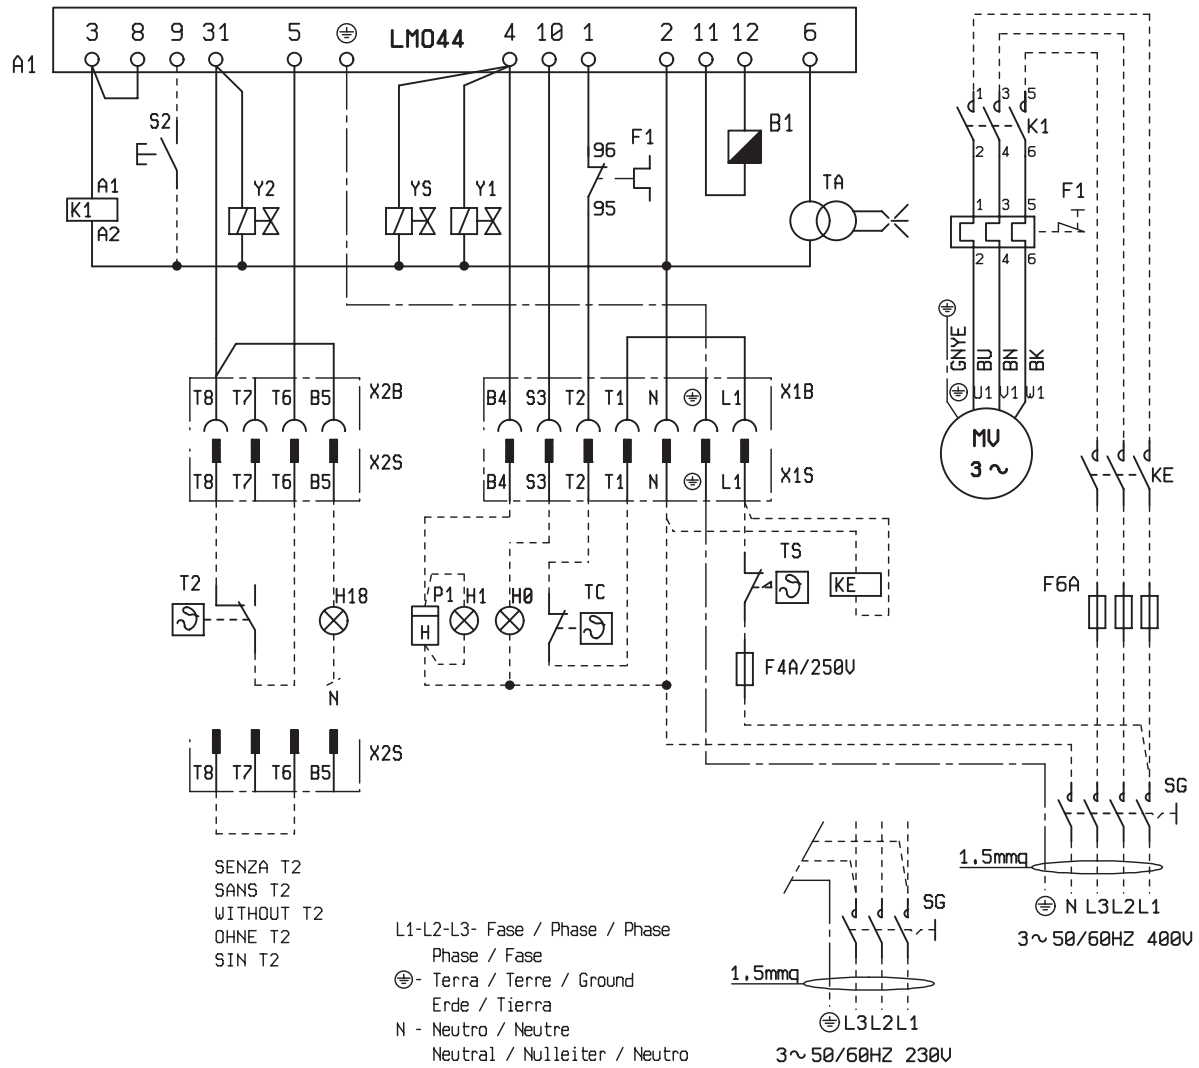 3 8 9 31 5 LMO44 4 10 1 2 11 12 6
A1
S2
B1
96 F1
95
A1
K1
A2
Y2
YS
Y1
TA
1 3 5
K1
2 4 6
F1
1 3 5
2 4 6
GNYE BU BN BK
U1 V1 W1
MV
3~
T8 T7 T6 B5 X2B
B4 S3 T2 T1 N L1 X1B
X2S
T8 T7 T6 B5
X1S
B4 S3 T2 T1 N L1
KE
T2
H18
P1 H1 H0 TC
H
TS
KE
F6A
F4A/250V
N
X2S
T8 T7 T6 B5
SG
1,5mmq
N L3L2L1
3~50/60HZ 400V
SENZA T2
SANS T2
WITHOUT T2
OHNE T2
SIN T2
L1-L2-L3- Fase / Phase / Phase
Phase / Fase
- Terra / Terre / Ground
Erde / Tierra
N - Neutro / Neutre
Neutral / Nulleiter / Neutro
SG
1,5mmq
L3L2L1
3~50/60HZ 230V